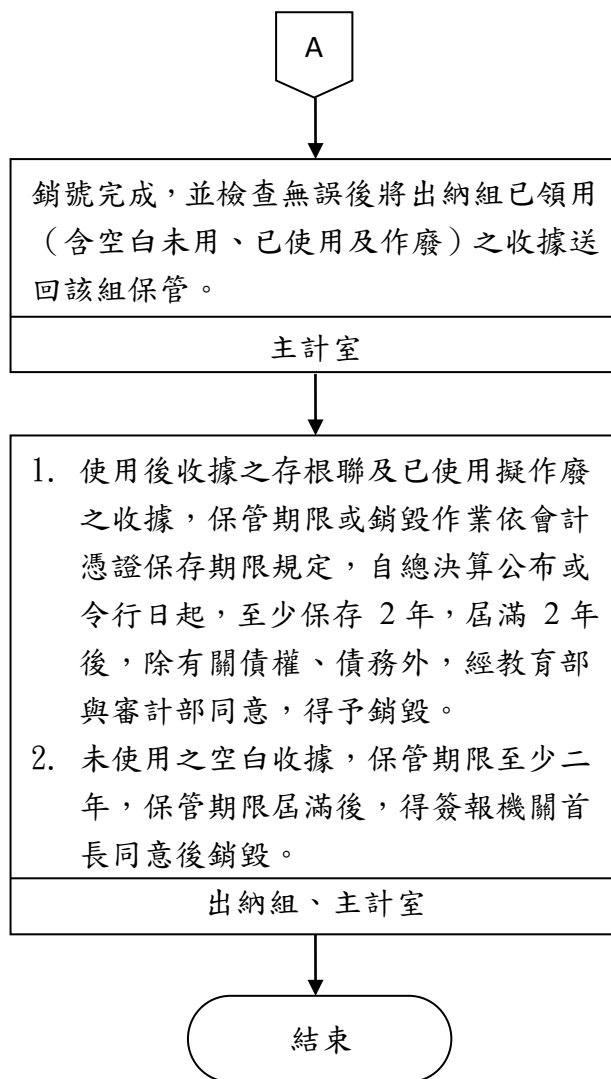 A
銷號完成，並檢查無誤後將出納組已領用
（含空白未用、已使用及作廢）之收據送
回該組保管。
主計室
1. 使用後收據之存根聯及已使用擬作廢
之收據，保管期限或銷毀作業依會計
憑證保存期限規定，自總決算公布或
令行日起，至少保存 2 年，屆滿 2 年
後，除有關債權、債務外，經教育部
與審計部同意，得予銷毀。
2. 未使用之空白收據，保管期限至少二
年，保管期限屆滿後，得簽報機關首
長同意後銷毀。
出納組、主計室
結束